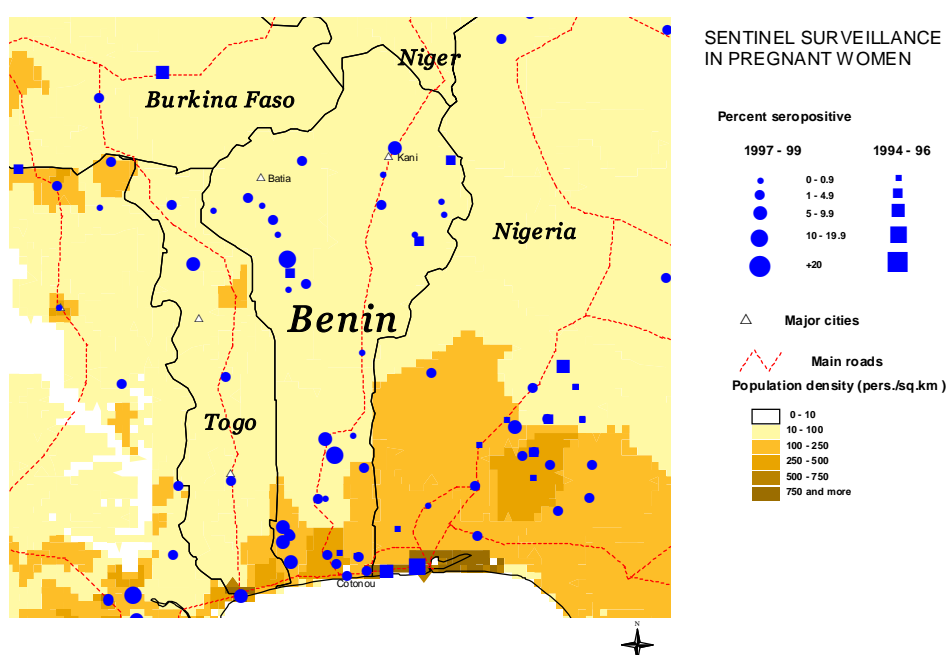 SENTINEL SURVEILLANCE
IN PREGNANT WOMEN
Niger
Burkina Faso
Kani
Batia
Nigeria
Benin
Togo
Cotonou
Percent seropositive
1997 - 99 1994 - 96
0 - 0.9
1 - 4.9
5 - 9.9
10 - 19.9
+20
Major cities
Main roads
Population density (pers./sq.km)
0 - 10
10 - 100
100 - 250
250 - 500
500 - 750
750 and more
N